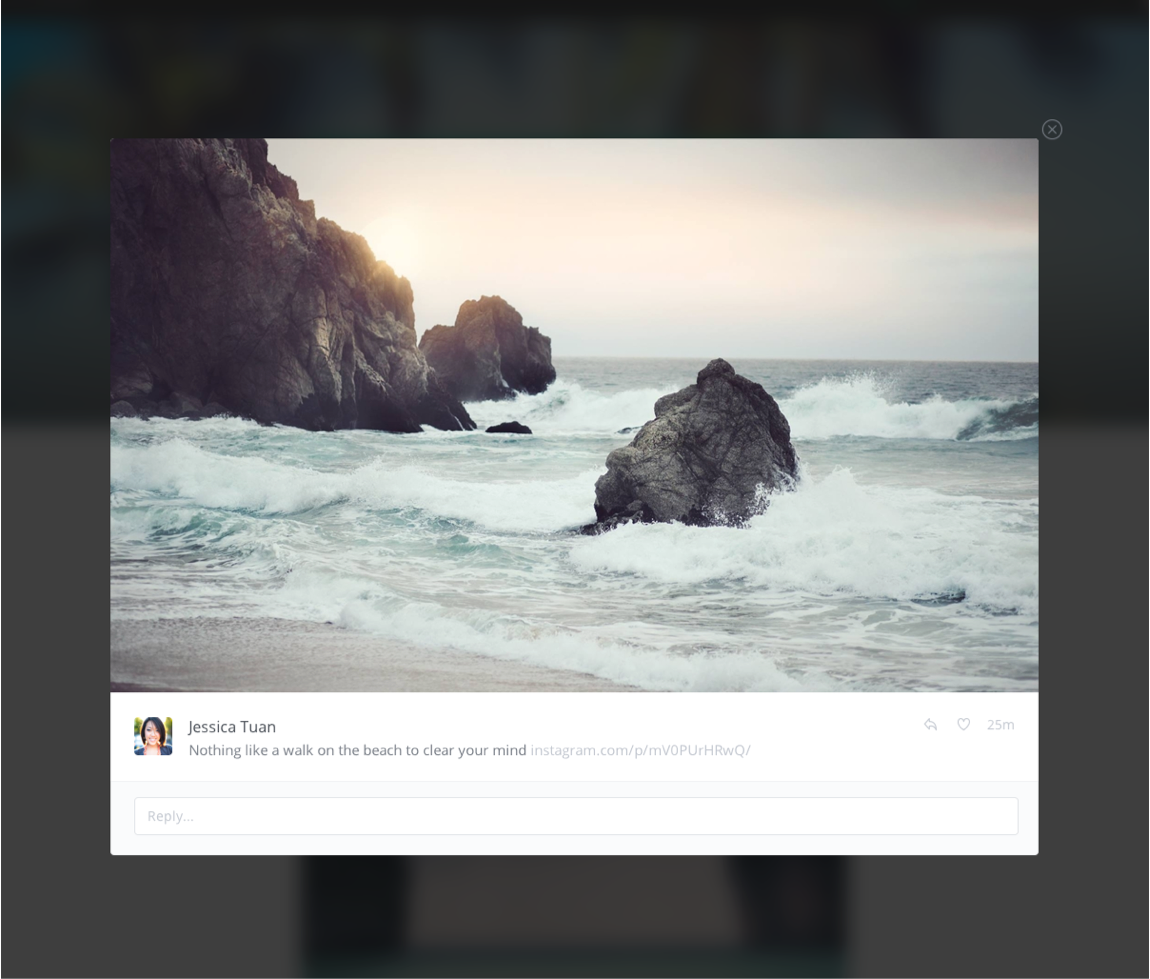 Jessica Tuan
25m
Nothing like a walk on the beach to clear your mind instagram.com/p/mV0PUrHRwQ/
Reply...